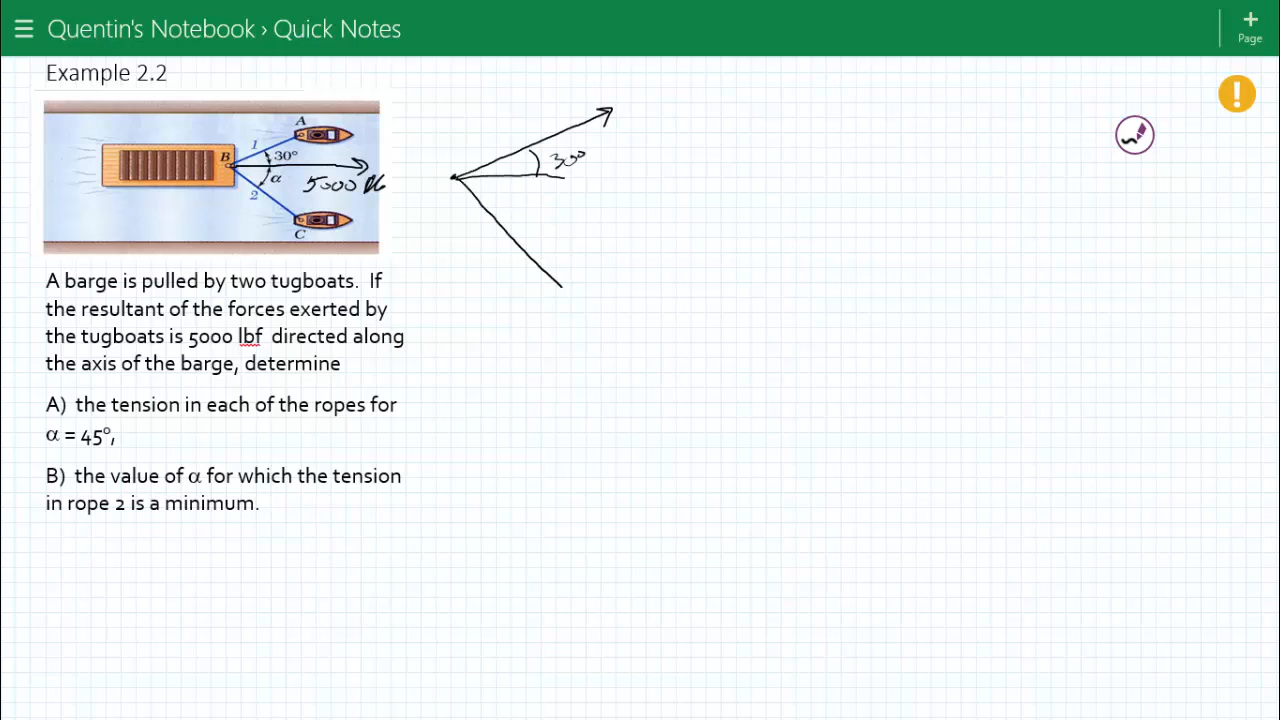 Quentin's Notebook › Quick Notes
Page
Example 2.2
A
1
B
30°
α
5000 lb
2
C
30°
A barge is pulled by two tugboats. If
the resultant of the forces exerted by
the tugboats is 5000 lbf directed along
the axis of the barge, determine
A) the tension in each of the ropes for
α = 45°,
B) the value of α for which the tension
in rope 2 is a minimum.